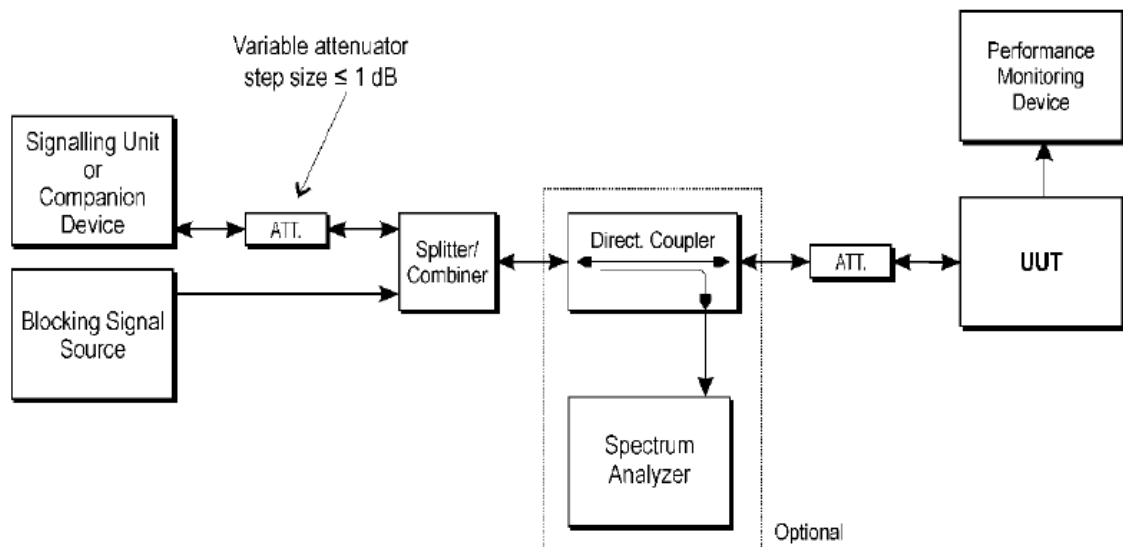 Variable attenuator
step size ≤ 1 dB
Performance
Monitoring
Device
Signalling Unit
or
Companion
Device
ATT.
Splitter/
Combiner
Direct. Coupler
ATT.
UUT
Blocking Signal
Source
Spectrum
Analyzer
Optional